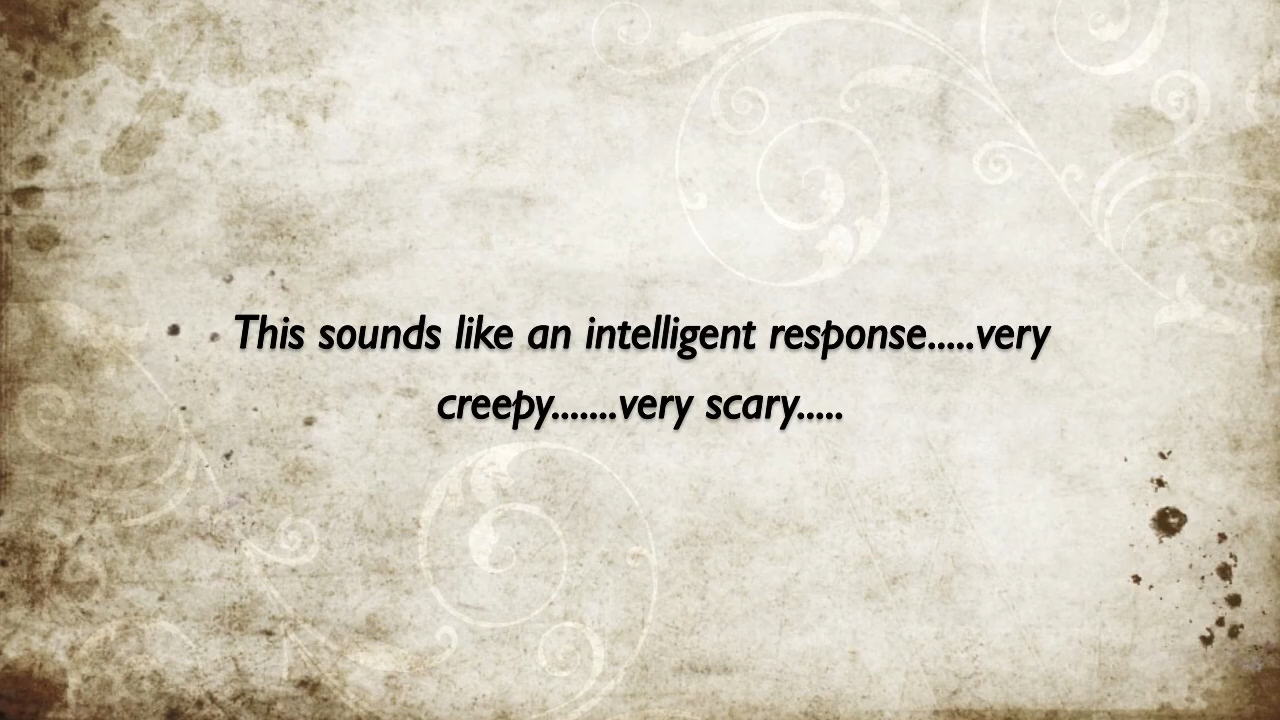 This sounds like an intelligent response.....very
creepy.......very scary.....